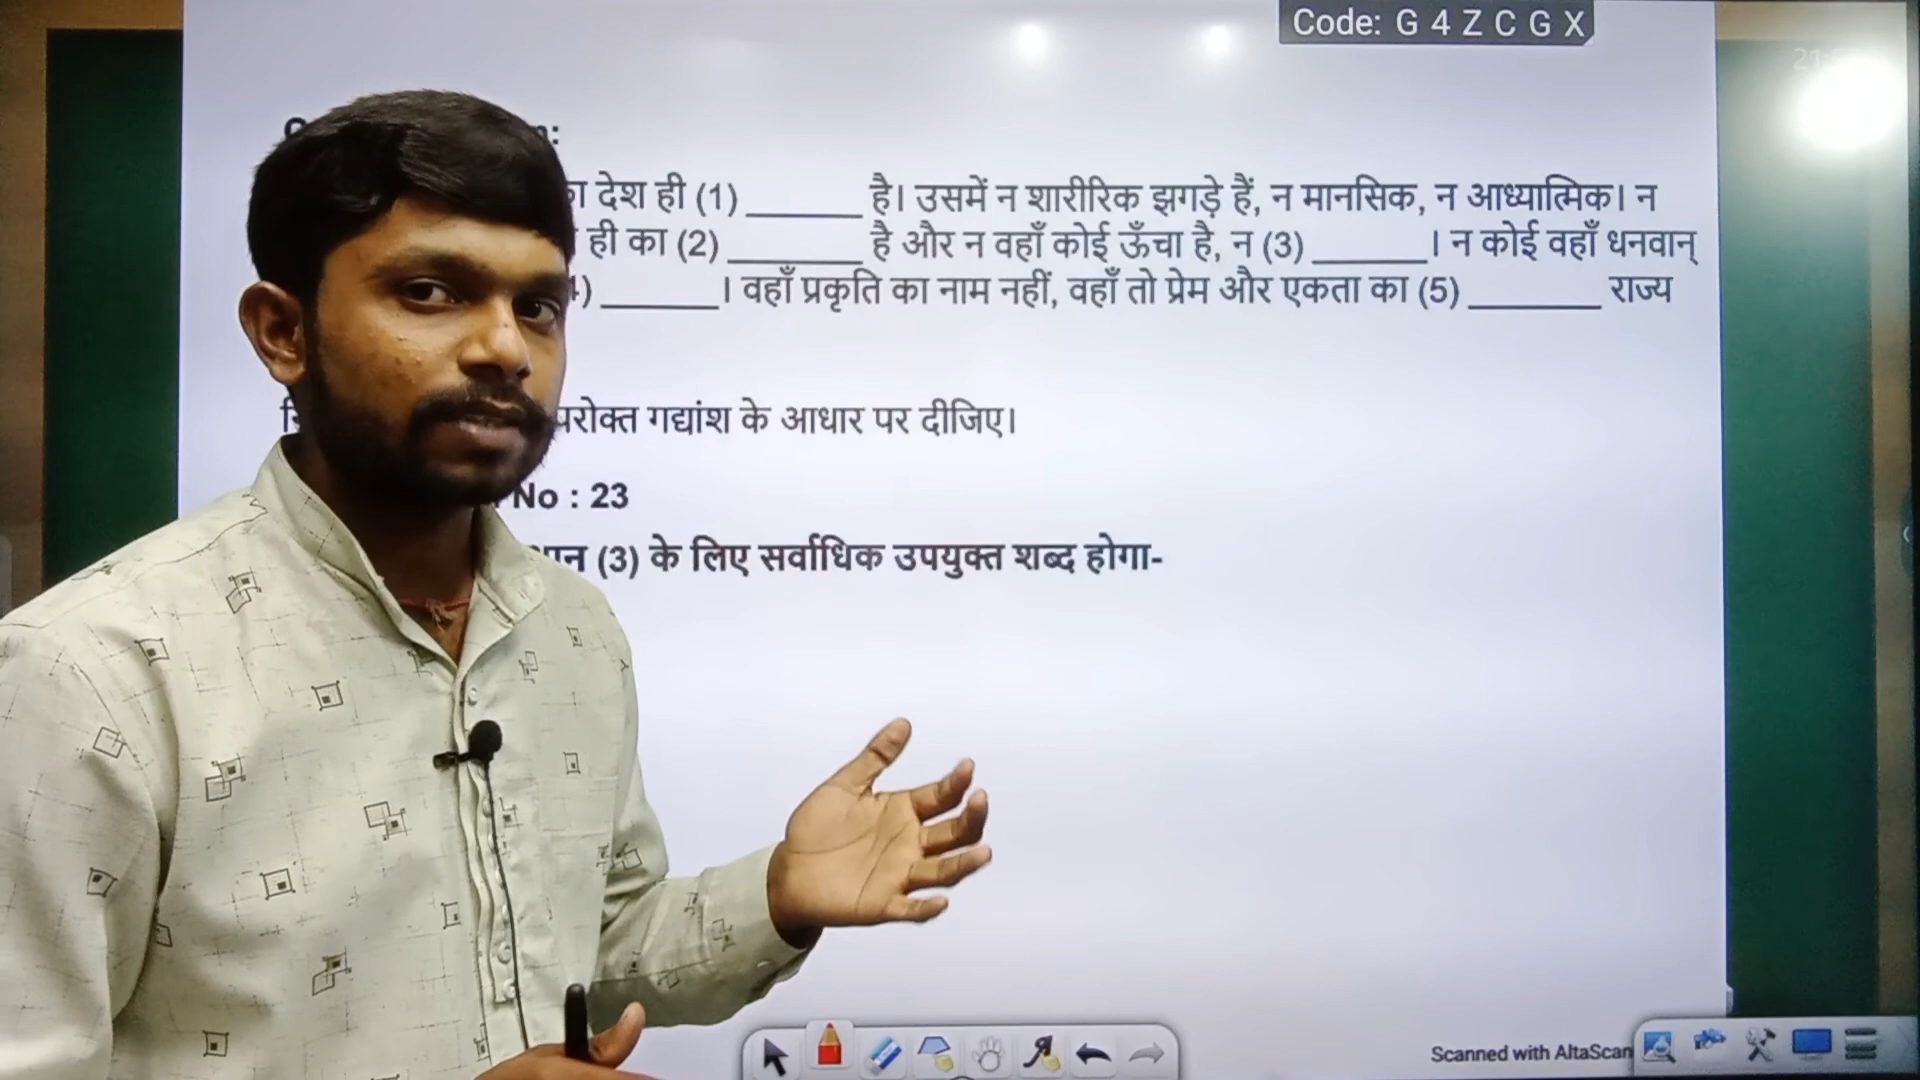 Code: G 4 Z C G X
देश ही (1) ______ है। उसमें न शारीरिक झगड़े हैं, न मानसिक, न आध्यात्मिक। न
ही का (2) ______ है और न वहाँ कोई ऊँचा है, न (3) ______। न कोई वहाँ धनवान्
______। वहाँ प्रकृति का नाम नहीं, वहाँ तो प्रेम और एकता का (5) ______ राज्य
गद्यांश के आधार पर दीजिए।
No : 23
(3) के लिए सर्वाधिक उपयुक्त शब्द होगा-
Scanned with AltaScan